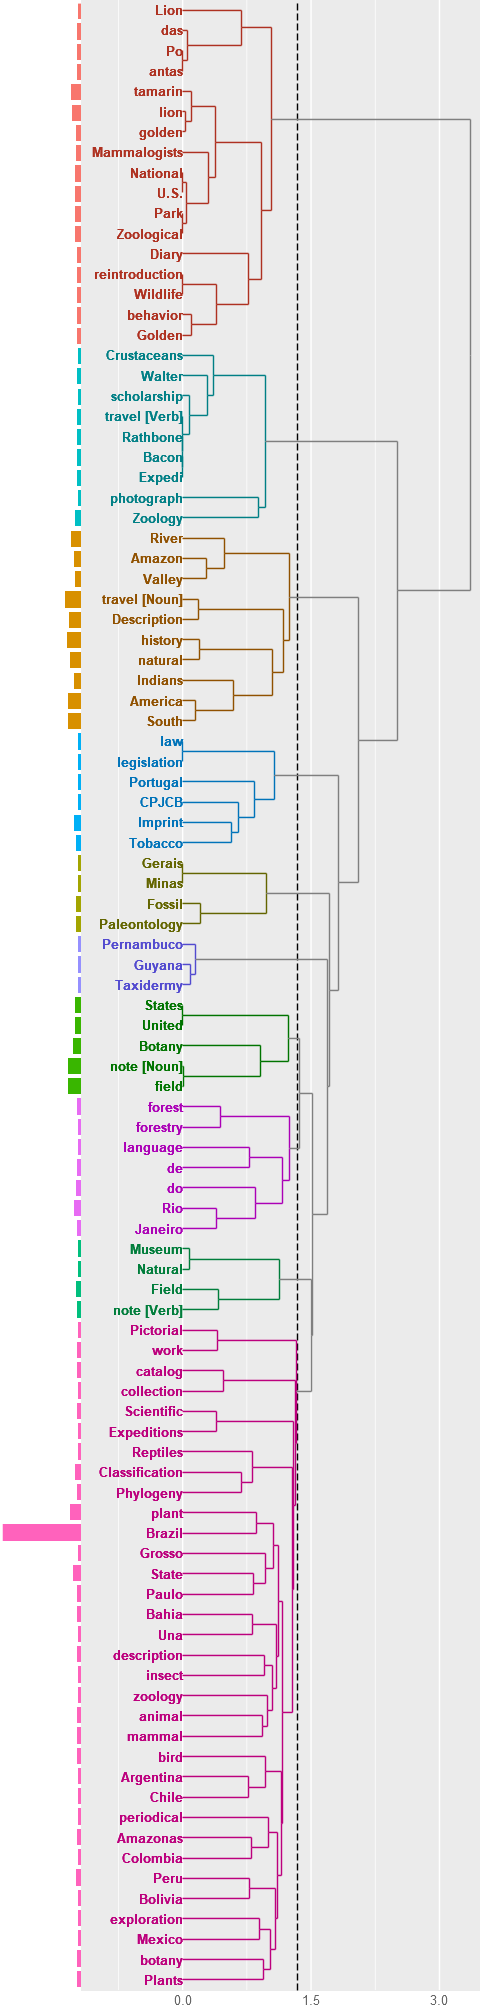 Lion
das
Po
antas
tamarin
lion
golden
Mammalogists
National
U.S.
Park
Zoological
Diary
reintroduction
Wildlife
behavior
Golden
Crustaceans
Walter
scholarship
travel [Verb]
Rathbone
Bacon
Expedi
photograph
Zoology
River
Amazon
Valley
travel [Noun]
Description
history
natural
Indians
America
South
law
legislation
Portugal
CPJCB
Imprint
Tobacco
Gerais
Minas
Fossil
Paleontology
Pernambuco
Guyana
Taxidermy
States
United
Botany
note [Noun]
field
forest
forestry
language
de
do
Rio
Janeiro
Museum
Natural
Field
note [Verb]
Pictorial
work
catalog
collection
Scientific
Expeditions
Reptiles
Classification
Phylogeny
plant
Brazil
Grosso
State
Paulo
Bahia
Una
description
insect
zoology
animal
mammal
bird
Argentina
Chile
periodical
Amazonas
Colombia
Peru
Bolivia
exploration
Mexico
botany
Plants
0.0 1.5 3.0